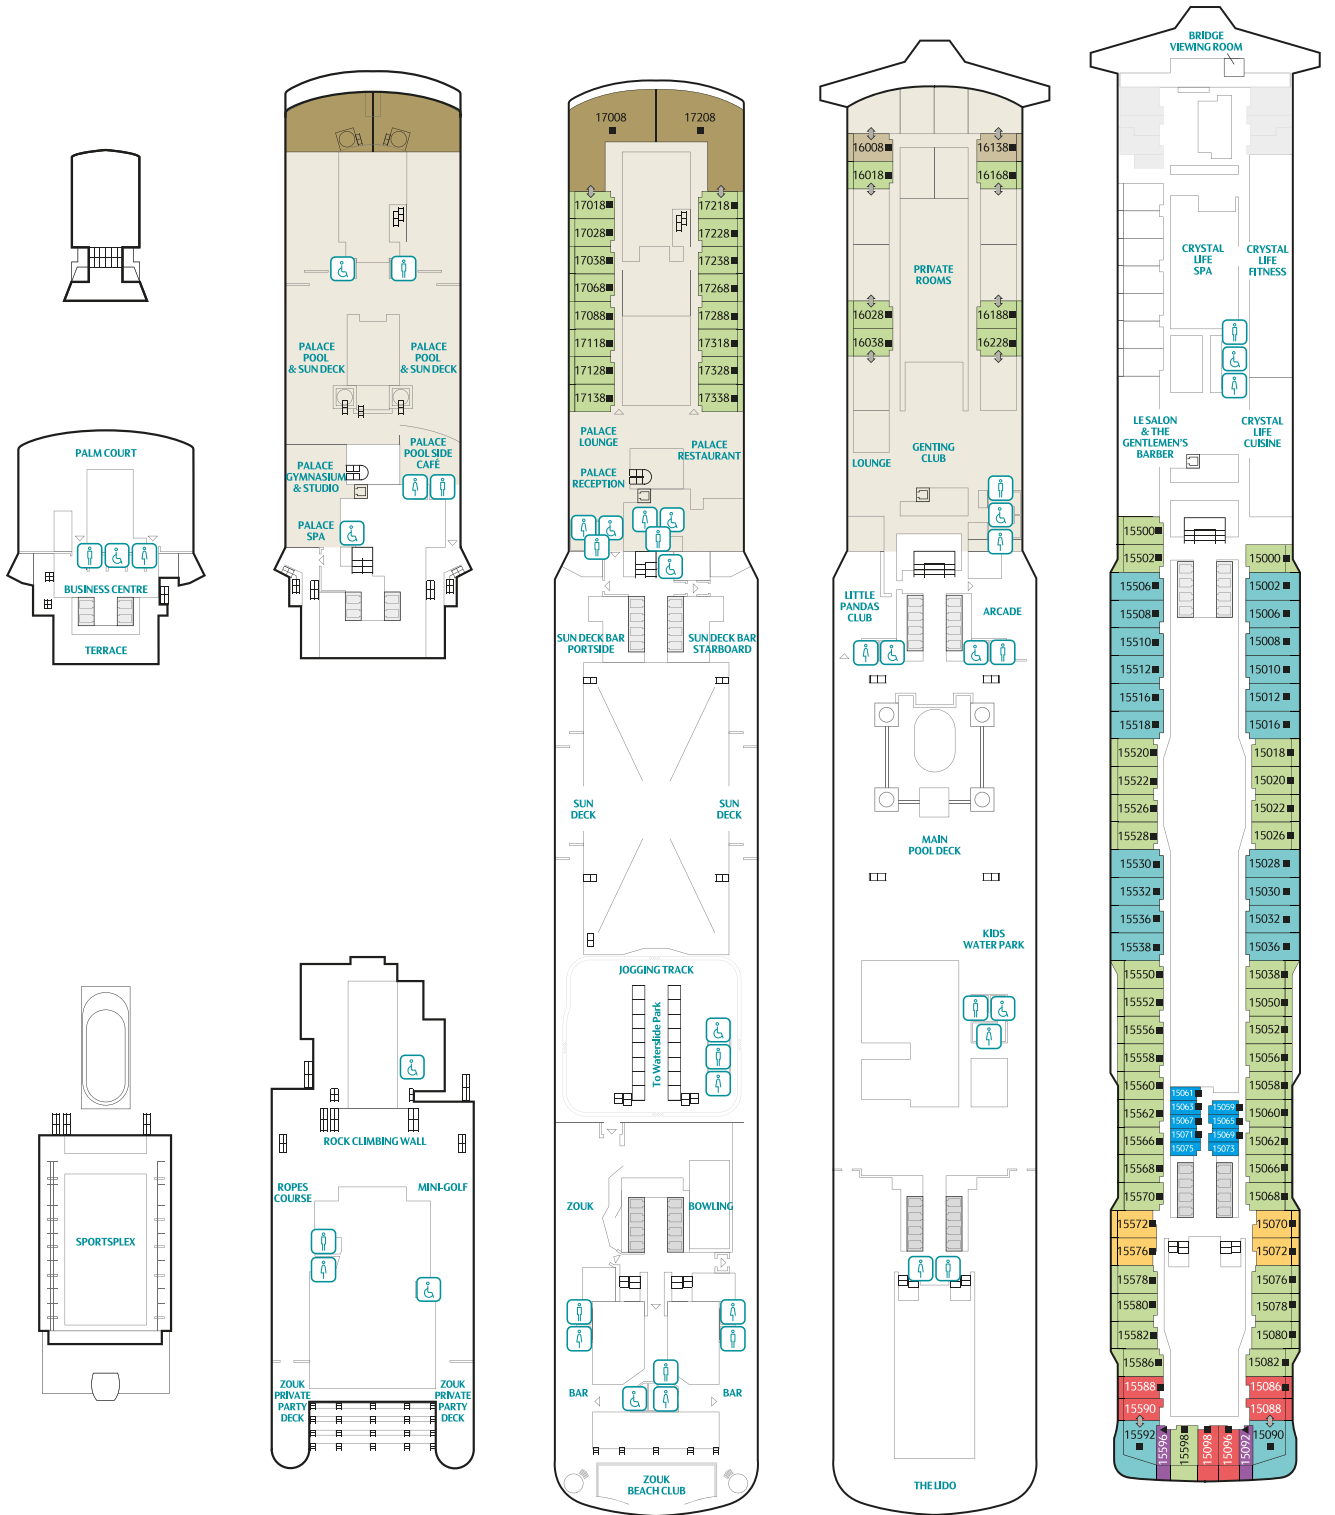 PALM COURT
BUSINESS CENTRE
TERRACE
SPORTSPLEX
PALACE
POOL
& SUN DECK
PALACE
POOL
& SUN DECK
PALACE
POOL SIDE
CAFÉ
PALACE
GYMNASIUM
& STUDIO
PALACE
SPA
ROCK CLIMBING WALL
ROPES
COURSE
MINI-GOLF
ZOUK
PRIVATE
PARTY
DECK
ZOUK
PRIVATE
PARTY
DECK
17008
17208
17018
17218
17028
17228
17038
17238
17068
17268
17088
17288
17118
17318
17128
17328
17138
17338
PALACE
LOUNGE
PALACE
RESTAURANT
PALACE
RECEPTION
SUN DECK BAR
PORTSIDE
SUN DECK BAR
STARBOARD
SUN
DECK
SUN
DECK
JOGGING TRACK
To Waterslide Park
ZOUK
BOWLING
BAR
BAR
ZOUK
BEACH CLUB
16008
16138
16018
16168
PRIVATE
ROOMS
16028
16188
16038
16228
LOUNGE
GENTING
CLUB
LITTLE
PANDAS
CLUB
ARCADE
MAIN
POOL DECK
KIDS
WATER PARK
THE LIDO
BRIDGE
VIEWING ROOM
CRYSTAL
LIFE
SPA
CRYSTAL
LIFE
FITNESS
LE SALON
& THE
GENTLEMEN'S
BARBER
CRYSTAL
LIFE
CUISINE
15500
15502
15000
15506
15002
15508
15006
15510
15008
15512
15010
15516
15012
15518
15016
15520
15018
15522
15020
15526
15022
15528
15026
15530
15028
15532
15030
15536
15032
15538
15036
15550
15038
15552
15050
15556
15052
15558
15056
15560
15058
15061
15063
15059
15562
15060
15067
15065
15071
15069
15566
15062
15075
15073
15568
15066
15570
15068
15572
15070
15576
15072
15578
15076
15580
15078
15582
15080
15586
15082
15588
15086
15590
15088
15592
15596
15598
15098
15096
15092
15090